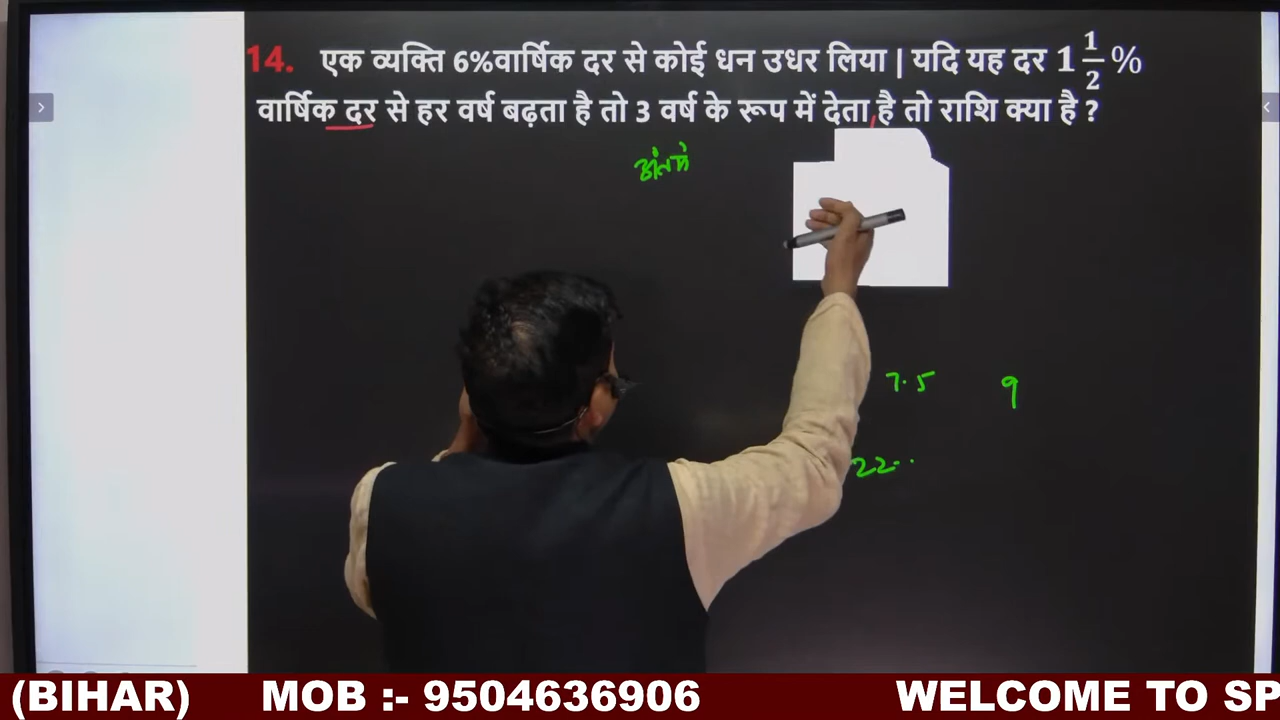 14. एक व्यक्ति 6%वार्षिक दर से कोई धन उधर लिया | यदि यह दर 1 1/2 %
वार्षिक दर से हर वर्ष बढ़ता है तो 3 वर्ष के रूप में देता है तो राशि क्या है ?
अंत में
7.5 9
22..
(BIHAR) MOB :- 9504636906 WELCOME TO SP